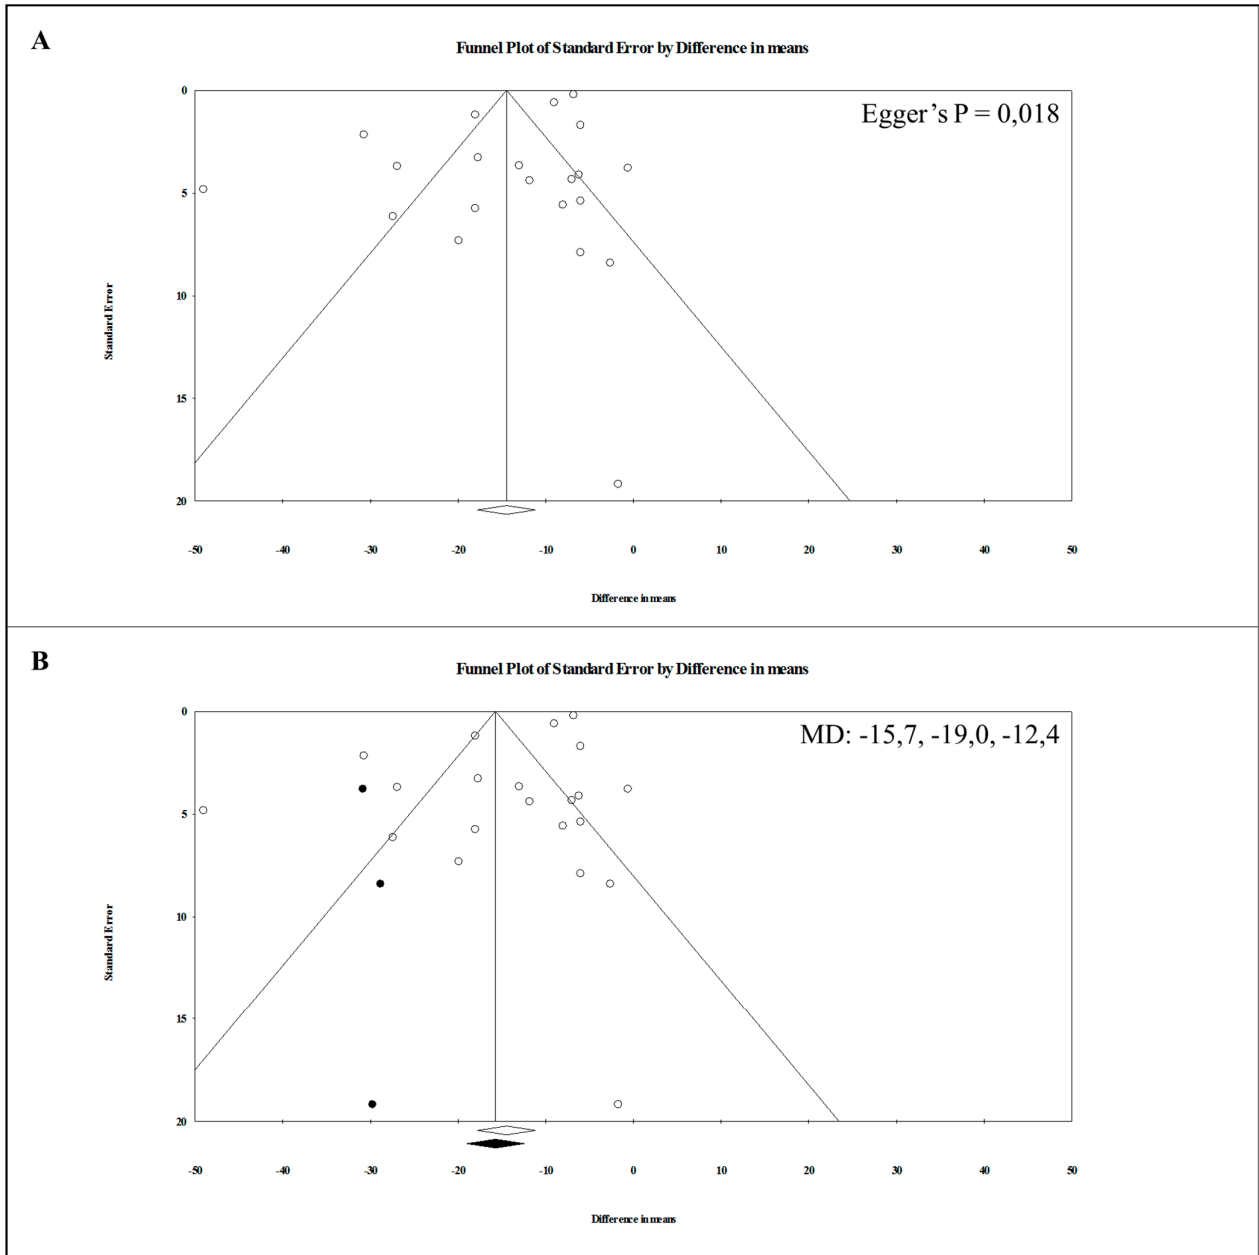 A
Funnel Plot of Standard Error by Difference in means
Egger’s P = 0,018
0
5
10
15
20
Standard Error
-50 -40 -30 -20 -10 0 10 20 30 40 50
Difference in means
B
Funnel Plot of Standard Error by Difference in means
MD: -15,7, -19,0, -12,4
0
5
10
15
20
Standard Error
-50 -40 -30 -20 -10 0 10 20 30 40 50
Difference in means